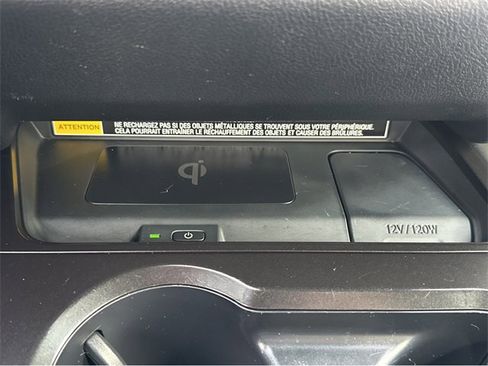 ATTENTION
NE RECHARGEZ PAS SI DES OBJETS MÉTALLIQUES SE TROUVENT SOUS VOTRE PÉRIPHÉRIQUE.
CELA POURRAIT ENTRAÎNER LE RÉCHAUFFEMENT DES OBJETS ET CAUSER DES BRÛLURES.
qi
12V / 120W